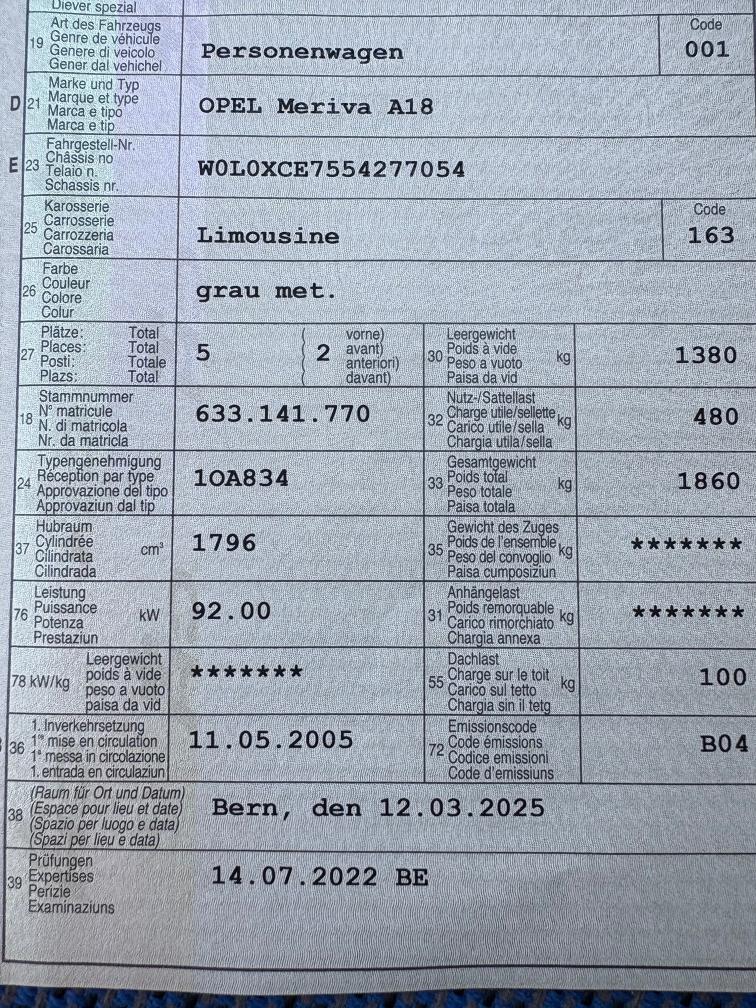 Diever spezial
19 Art des Fahrzeugs
Genre de véhicule
Genere di veicolo
Gener dal vehichel
Personenwagen
Code
001
D 21 Marke und Typ
Marque et type
Marca e tipo
Marca e tip
OPEL Meriva A18
E 23 Fahrgestell-Nr.
Châssis no
Telaio n.
Schassis nr.
W0L0XCE7554277054
25 Karosserie
Carrosserie
Carrozzeria
Carossaria
Limousine
Code
163
26 Farbe
Couleur
Colore
Colur
grau met.
27 Plätze: Total
Places: Total
Posti: Totale
Plazs: Total
5 ( 2 vorne)
avant)
anteriori)
davant)
30 Leergewicht
Poids à vide
Peso a vuoto
Paisa da vid
kg
1380
18 Stammnummer
N° matricule
N. di matricola
Nr. da matricla
633.141.770
32 Nutz-/Sattellast
Charge utile/sellette
Carico utile/sella
Chargia utila/sella
kg
480
24 Typengenehmigung
Réception par type
Approvazione del tipo
Approvaziun dal tip
1OA834
33 Gesamtgewicht
Poids total
Peso totale
Paisa totala
kg
1860
37 Hubraum
Cylindrée
Cilindrata
Cilindrada
cm³
1796
35 Gewicht des Zuges
Poids de l'ensemble
Peso del convoglio
Paisa cumposiziun
kg
*******
76 Leistung
Puissance
Potenza
Prestaziun
kW
92.00
31 Anhängelast
Poids remorquable
Carico rimorchiato
Chargia annexa
kg
*******
78 kW/kg Leergewicht
poids à vide
peso a vuoto
paisa da vid
*******
55 Dachlast
Charge sur le toit
Carico sul tetto
Chargia sin il tetg
kg
100
36 1. Inverkehrsetzung
1re mise en circulation
1a messa in circolazione
1. entrada en circulaziun
11.05.2005
72 Emissionscode
Code émissions
Codice emissioni
Code d'emissiuns
B04
38 (Raum für Ort und Datum)
(Espace pour lieu et date)
(Spazio per luogo e data)
(Spazi per lieu e data)
Bern, den 12.03.2025
39 Prüfungen
Expertises
Perizie
Examinaziuns
14.07.2022 BE